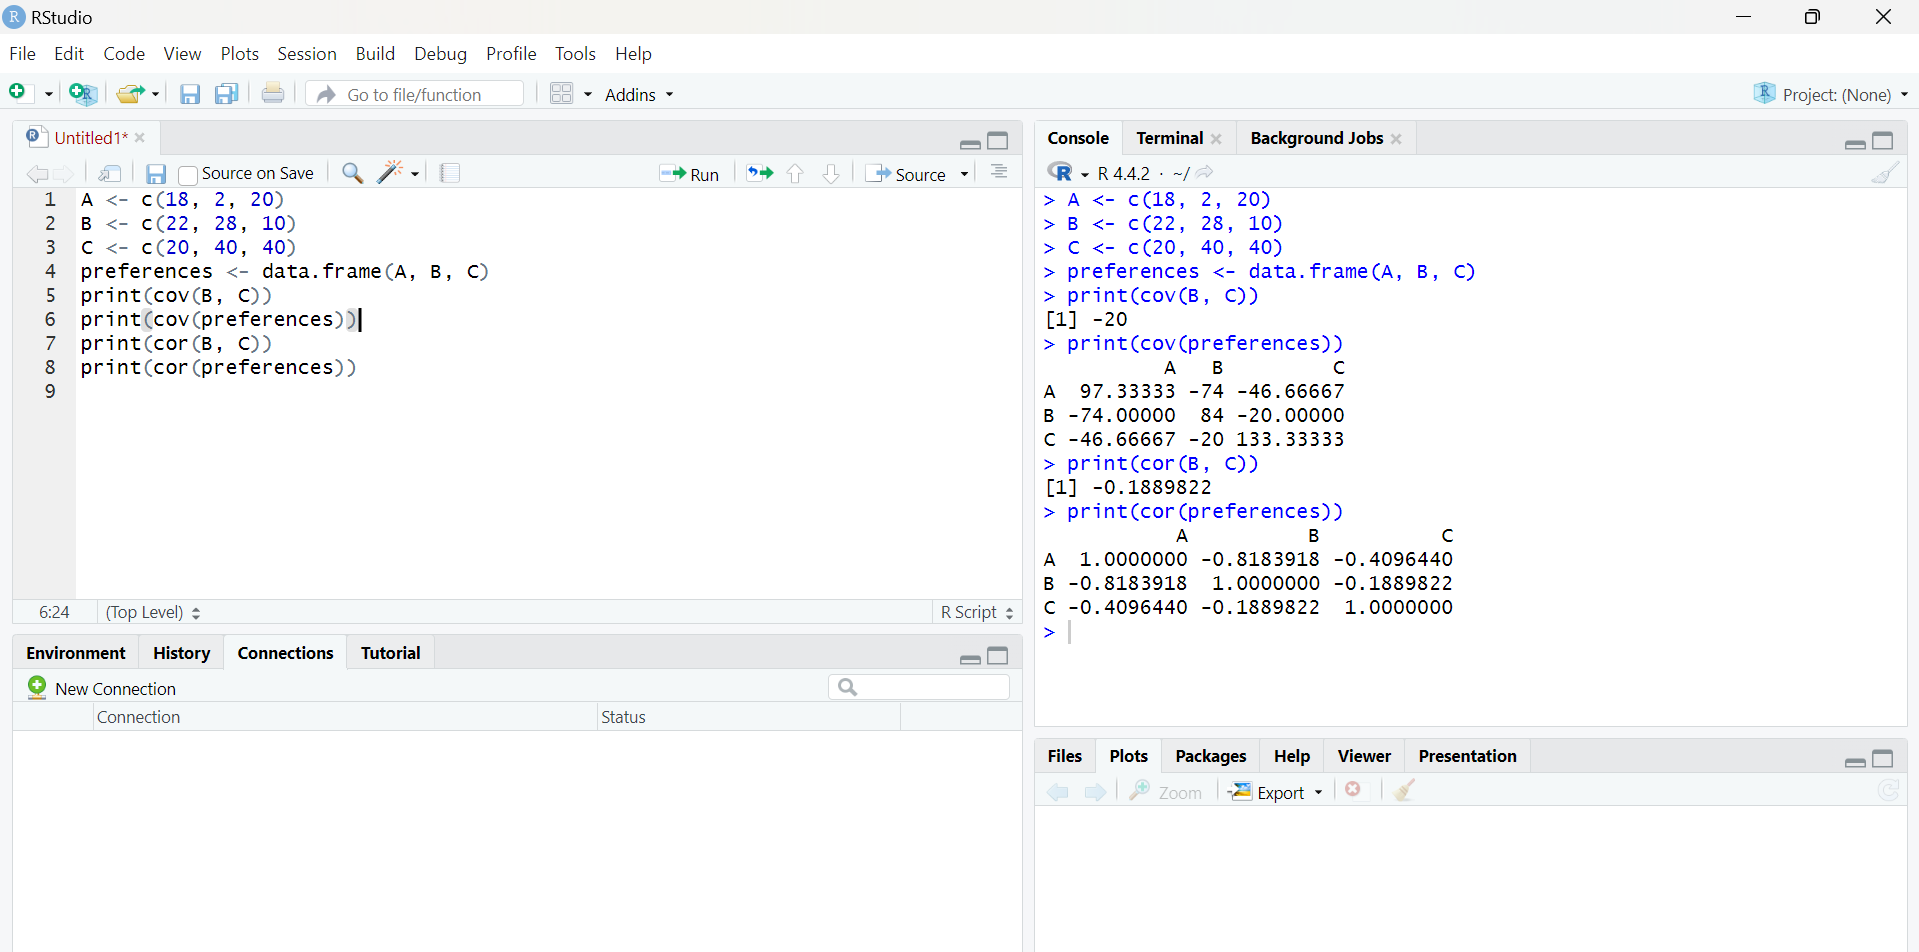 RStudio
File Edit Code View Plots Session Build Debug Profile Tools Help
Go to file/function Addins Project: (None)
Untitled1*
Source on Save Run Source
1 A <- c(18, 2, 20)
2 B <- c(22, 28, 10)
3 C <- c(20, 40, 40)
4 preferences <- data.frame(A, B, C)
5 print(cov(B, C))
6 print(cov(preferences))
7 print(cor(B, C))
8 print(cor(preferences))
9
6:24 (Top Level) R Script
Environment History Connections Tutorial
New Connection
Connection Status
Console Terminal Background Jobs
R 4.4.2 · ~/
> A <- c(18, 2, 20)
> B <- c(22, 28, 10)
> C <- c(20, 40, 40)
> preferences <- data.frame(A, B, C)
> print(cov(B, C))
[1] -20
> print(cov(preferences))
          A   B         C
A  97.33333 -74 -46.66667
B -74.00000  84 -20.00000
C -46.66667 -20 133.33333
> print(cor(B, C))
[1] -0.1889822
> print(cor(preferences))
           A          B          C
A  1.0000000 -0.8183918 -0.4096440
B -0.8183918  1.0000000 -0.1889822
C -0.4096440 -0.1889822  1.0000000
>
Files Plots Packages Help Viewer Presentation
Zoom Export